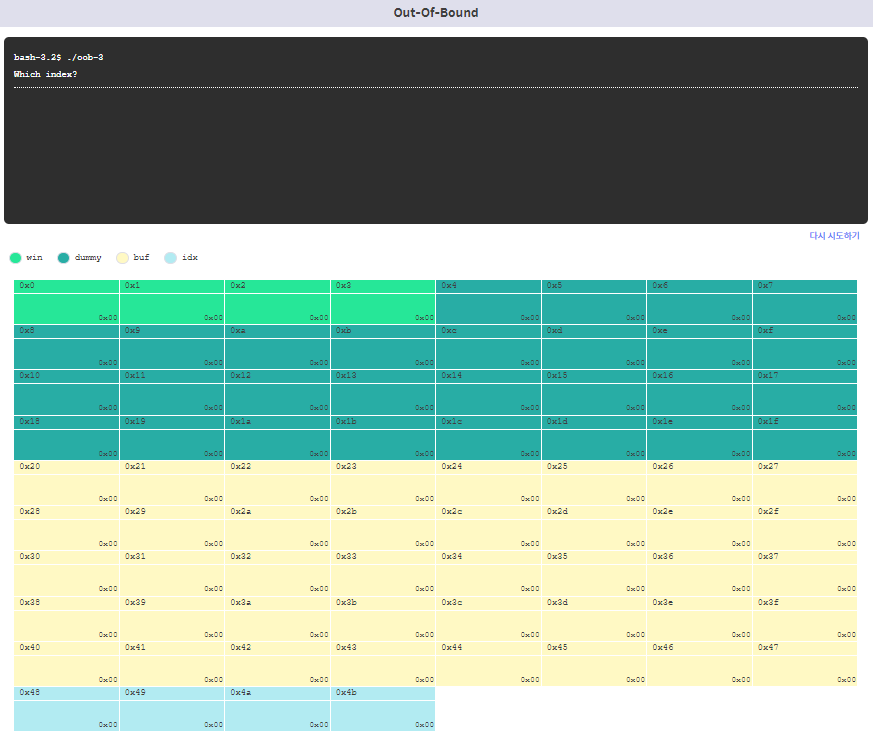 Out-Of-Bound
bash-3.2$ ./oob-3
Which index?
다시 시도하기
win dummy buf idx
0x0 0x1 0x2 0x3 0x4 0x5 0x6 0x7
0x00 0x00 0x00 0x00 0x00 0x00 0x00 0x00
0x8 0x9 0xa 0xb 0xc 0xd 0xe 0xf
0x00 0x00 0x00 0x00 0x00 0x00 0x00 0x00
0x10 0x11 0x12 0x13 0x14 0x15 0x16 0x17
0x00 0x00 0x00 0x00 0x00 0x00 0x00 0x00
0x18 0x19 0x1a 0x1b 0x1c 0x1d 0x1e 0x1f
0x00 0x00 0x00 0x00 0x00 0x00 0x00 0x00
0x20 0x21 0x22 0x23 0x24 0x25 0x26 0x27
0x00 0x00 0x00 0x00 0x00 0x00 0x00 0x00
0x28 0x29 0x2a 0x2b 0x2c 0x2d 0x2e 0x2f
0x00 0x00 0x00 0x00 0x00 0x00 0x00 0x00
0x30 0x31 0x32 0x33 0x34 0x35 0x36 0x37
0x00 0x00 0x00 0x00 0x00 0x00 0x00 0x00
0x38 0x39 0x3a 0x3b 0x3c 0x3d 0x3e 0x3f
0x00 0x00 0x00 0x00 0x00 0x00 0x00 0x00
0x40 0x41 0x42 0x43 0x44 0x45 0x46 0x47
0x00 0x00 0x00 0x00 0x00 0x00 0x00 0x00
0x48 0x49 0x4a 0x4b
0x00 0x00 0x00 0x00